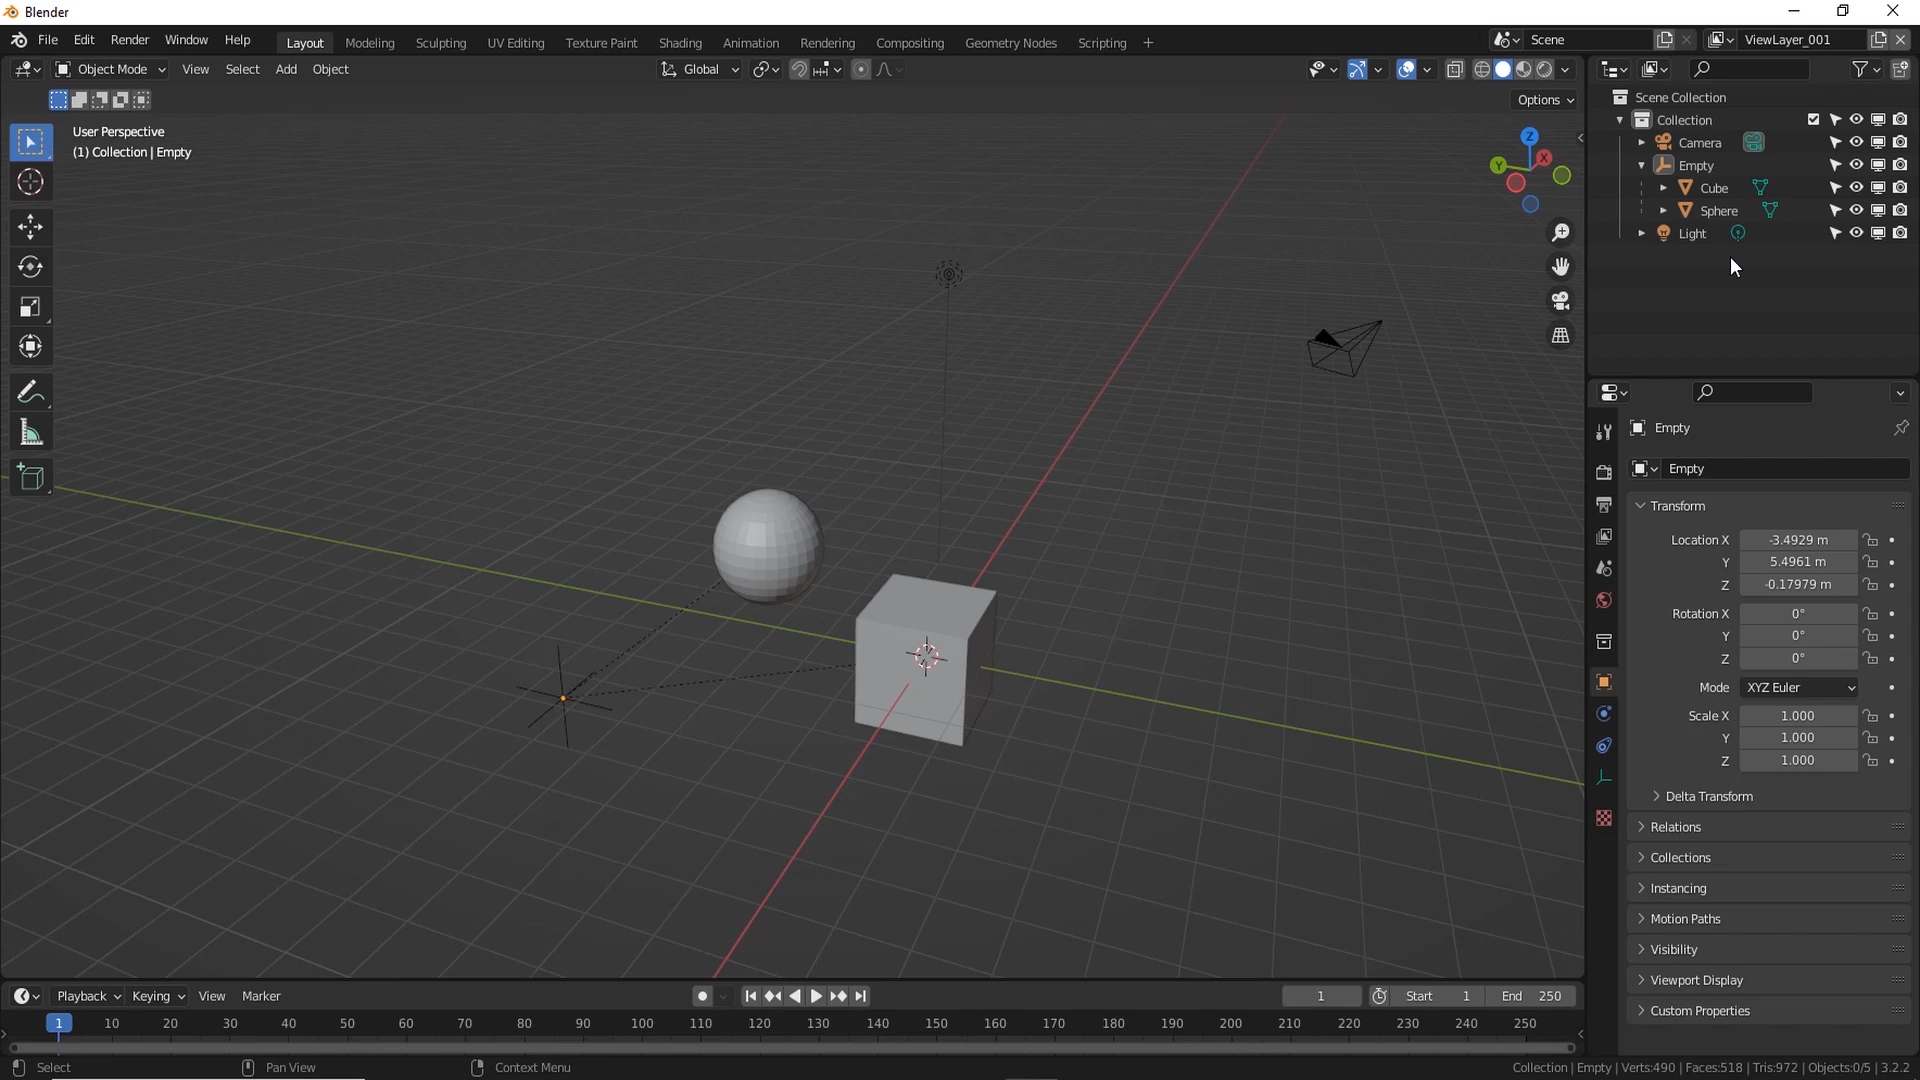 Blender
File Edit Render Window Help Layout Modeling Sculpting UV Editing Texture Paint Shading Animation Rendering Compositing Geometry Nodes Scripting + Scene ViewLayer_001
Object Mode View Select Add Object Global
Options
User Perspective
(1) Collection | Empty
Z
X
Y
Scene Collection
Collection
Camera
Empty
Cube
Sphere
Light
Empty
Empty
Transform
Location X -3.4929 m
Y 5.4961 m
Z -0.17979 m
Rotation X 0°
Y 0°
Z 0°
Mode XYZ Euler
Scale X 1.000
Y 1.000
Z 1.000
Delta Transform
Relations
Collections
Instancing
Motion Paths
Visibility
Viewport Display
Custom Properties
Playback Keying View Marker 1 Start 1 End 250
1 10 20 30 40 50 60 70 80 90 100 110 120 130 140 150 160 170 180 190 200 210 220 230 240 250
Select Pan View Context Menu Collection | Empty | Verts:490 | Faces:518 | Tris:972 | Objects:0/5 | 3.2.2